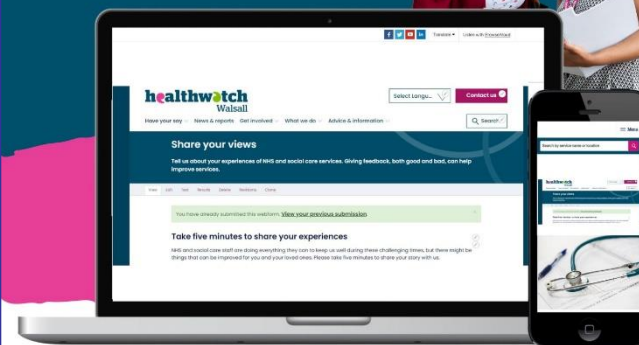 Translate
Listen with BrowseAloud
healthwatch
Walsall
Select Langu...
Contact us
Have your say
News & reports
Get involved
What we do
Advice & information
Search
Share your views
Tell us about your experiences of NHS and social care services. Giving feedback, both good and bad, can help
improve services.
View
Edit
Test
Results
Delete
Revisions
Clone
You have already submitted this webform. View your previous submission.
Take five minutes to share your experiences
NHS and social care staff are doing everything they can to keep us well during these challenging times, but there might be
things that can be improved for you and your loved ones. Please take five minutes to share your story with us.
Menu
Search by service name or location
healthwatch
Share your views